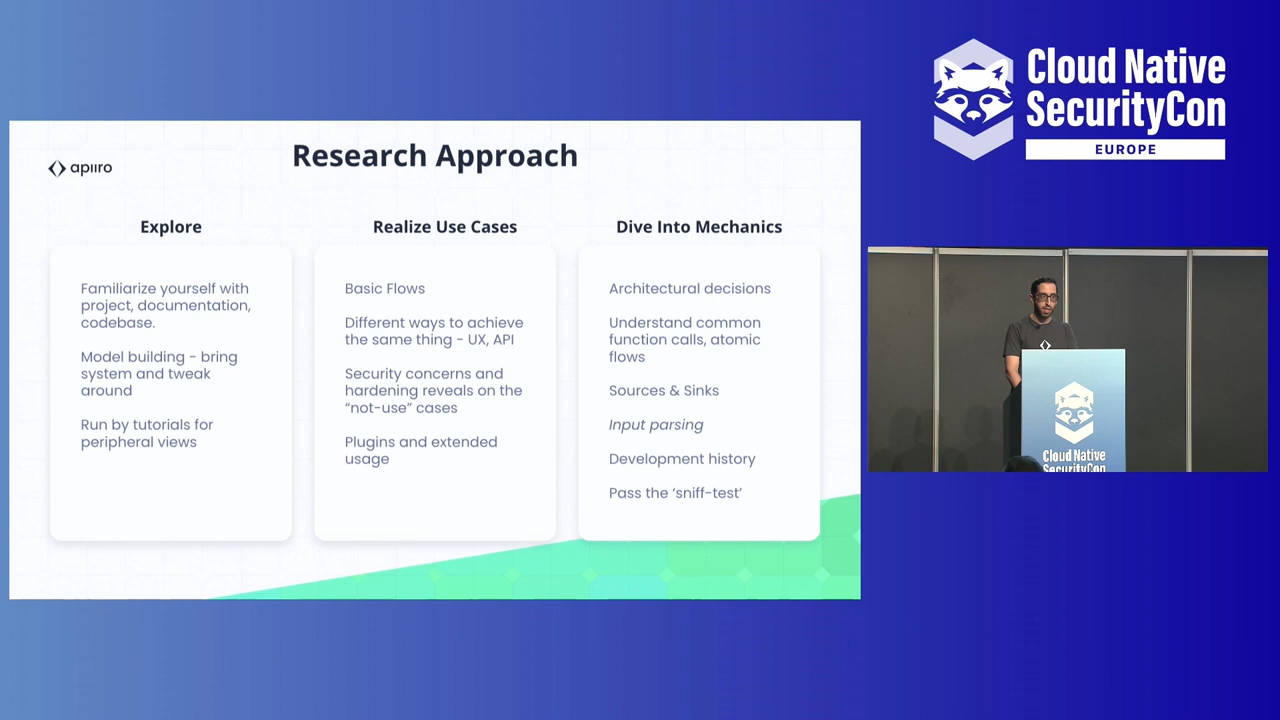 Cloud Native
SecurityCon
EUROPE
apiiro
Research Approach
Explore
Familiarize yourself with
project, documentation,
codebase.
Model building - bring
system and tweak
around
Run by tutorials for
peripheral views
Realize Use Cases
Basic Flows
Different ways to achieve
the same thing - UX, API
Security concerns and
hardening reveals on the
“not-use” cases
Plugins and extended
usage
Dive Into Mechanics
Architectural decisions
Understand common
function calls, atomic
flows
Sources & Sinks
Input parsing
Development history
Pass the ‘sniff-test’
Cloud Native
SecurityCon